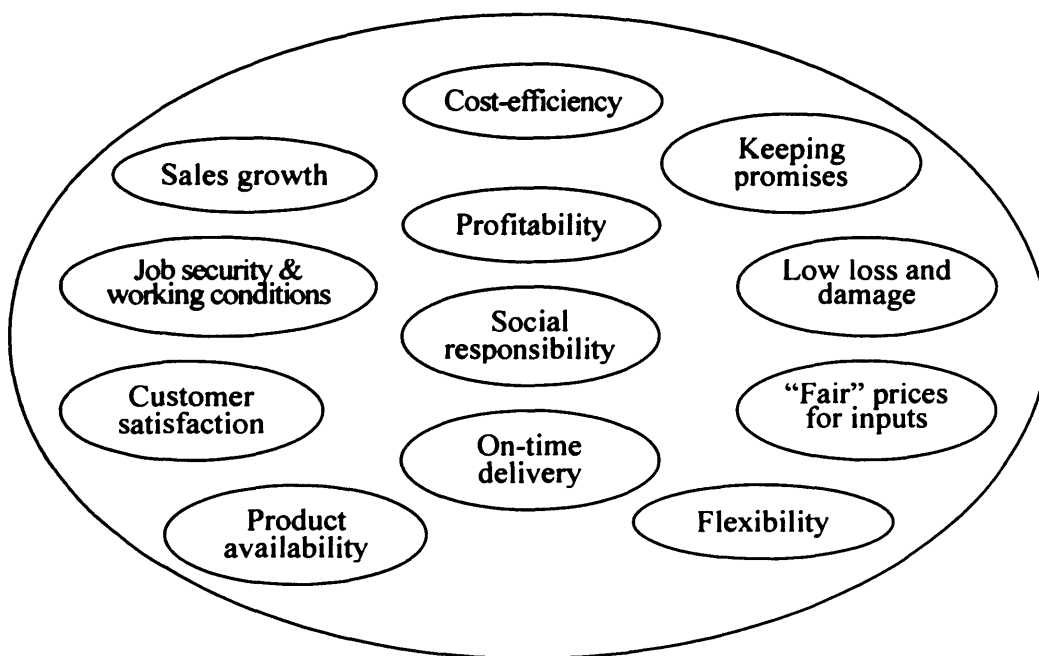 Cost-efficiency
Keeping
promises
Sales growth
Profitability
Job security &
working conditions
Low loss and
damage
Social
responsibility
Customer
satisfaction
“Fair” prices
for inputs
On-time
delivery
Product
availability
Flexibility